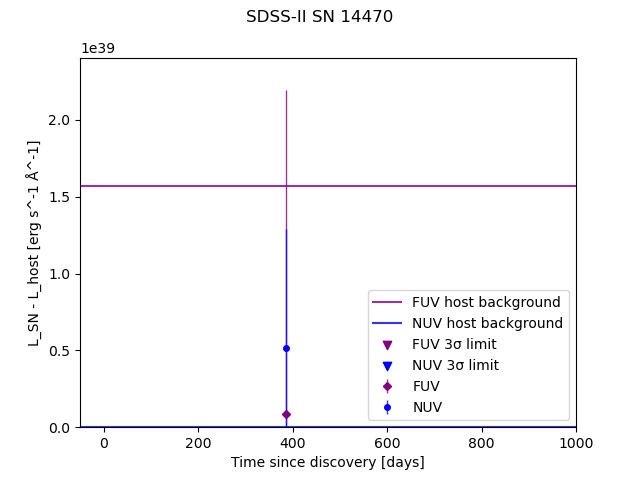 SDSS-II SN 14470
1e39
L_SN - L_host [erg s^-1 Å^-1]
2.0
1.5
1.0
0.5
0.0
0 200 400 600 800 1000
Time since discovery [days]
FUV host background
NUV host background
FUV 3σ limit
NUV 3σ limit
FUV
NUV